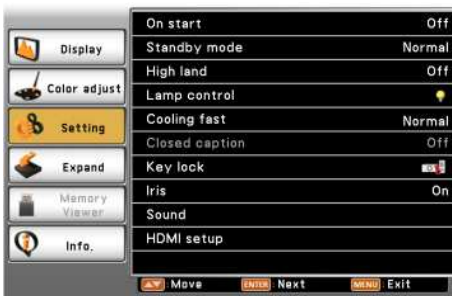 Display
Color adjust
Setting
Expand
Memory
Viewer
Info.
On start Off
Standby mode Normal
High land Off
Lamp control
Cooling fast Normal
Closed caption Off
Key lock
Iris On
Sound
HDMI setup
Move ENTER Next MENU Exit